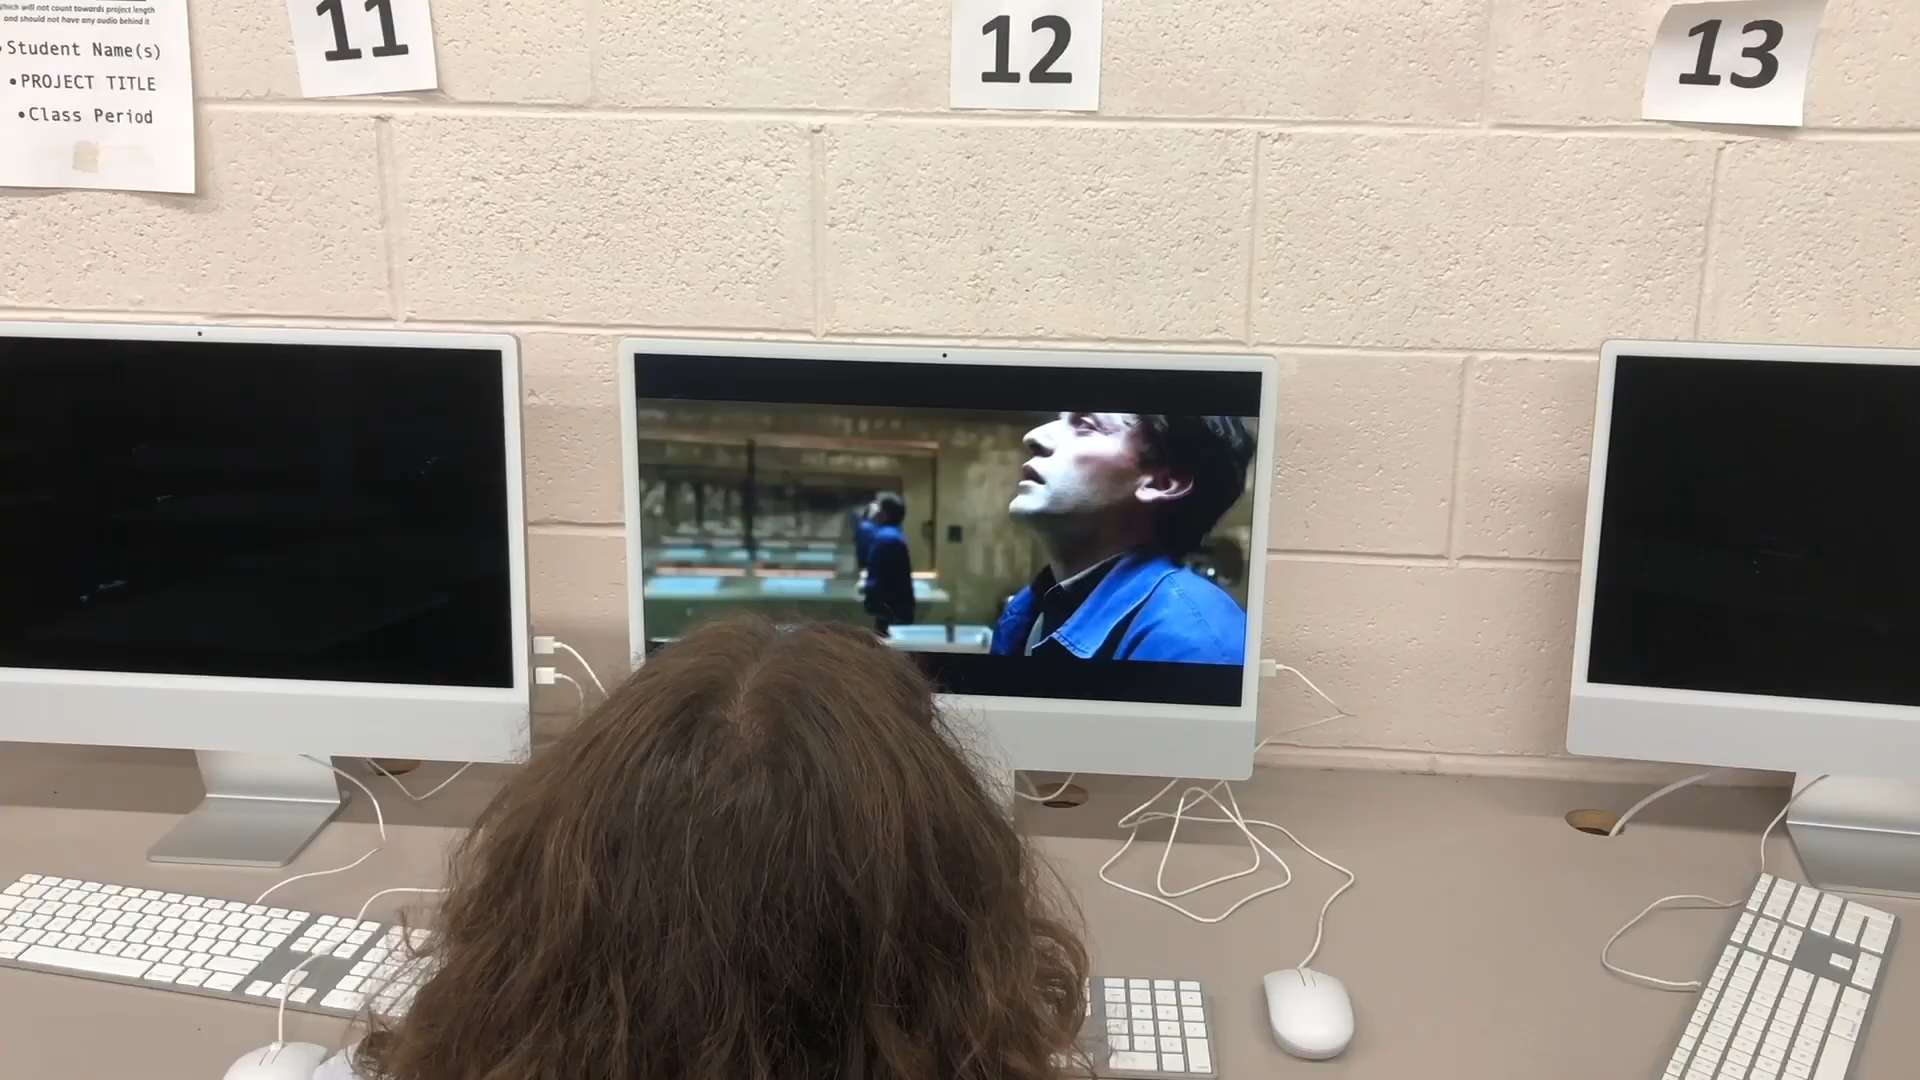 which will not count towards project length
and should not have any audio behind it
Student Name(s)
•PROJECT TITLE
•Class Period
11
12
13